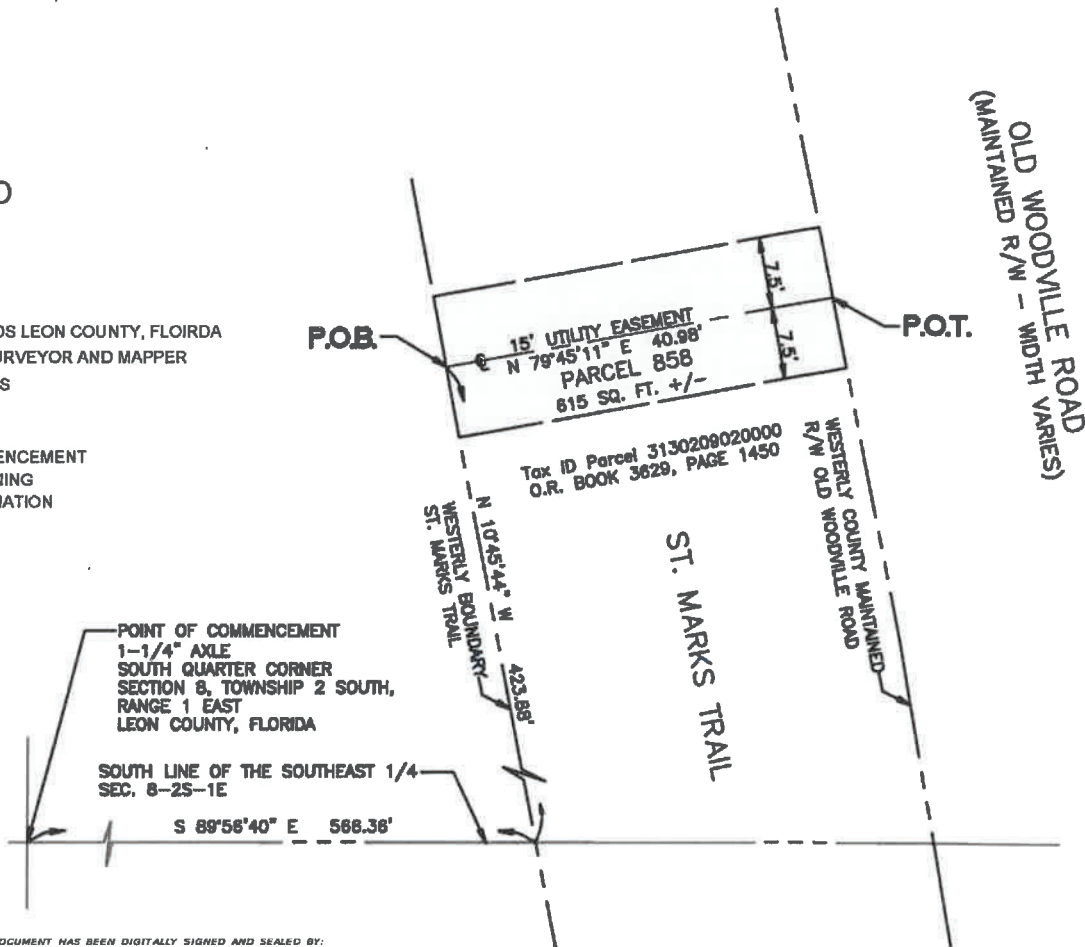 OLD WOODVILLE ROAD
(MAINTAINED R/W - WIDTH VARIES)
DS LEON COUNTY, FLOIRDA
URVEYOR AND MAPPER
S
ENCEMENT
NING
MATION
P.O.B.
P.O.T.
7.5'
7.5'
15' UTILITY EASEMENT
N 79°45'11" E 40.98'
PARCEL 858
615 SQ. FT. +/-
Tax ID Parcel 3130209020000
O.R. BOOK 3629, PAGE 1450
WESTERLY COUNTY MAINTAINED
R/W OLD WOODVILLE ROAD
N 10°45'44" W 423.88'
WESTERLY BOUNDARY
ST. MARKS TRAIL
ST. MARKS TRAIL
POINT OF COMMENCEMENT
1-1/4" AXLE
SOUTH QUARTER CORNER
SECTION 8, TOWNSHIP 2 SOUTH,
RANGE 1 EAST
LEON COUNTY, FLORIDA
SOUTH LINE OF THE SOUTHEAST 1/4
SEC. 8-2S-1E
S 89°56'40" E 566.36'
DOCUMENT HAS BEEN DIGITALLY SIGNED AND SEALED BY: